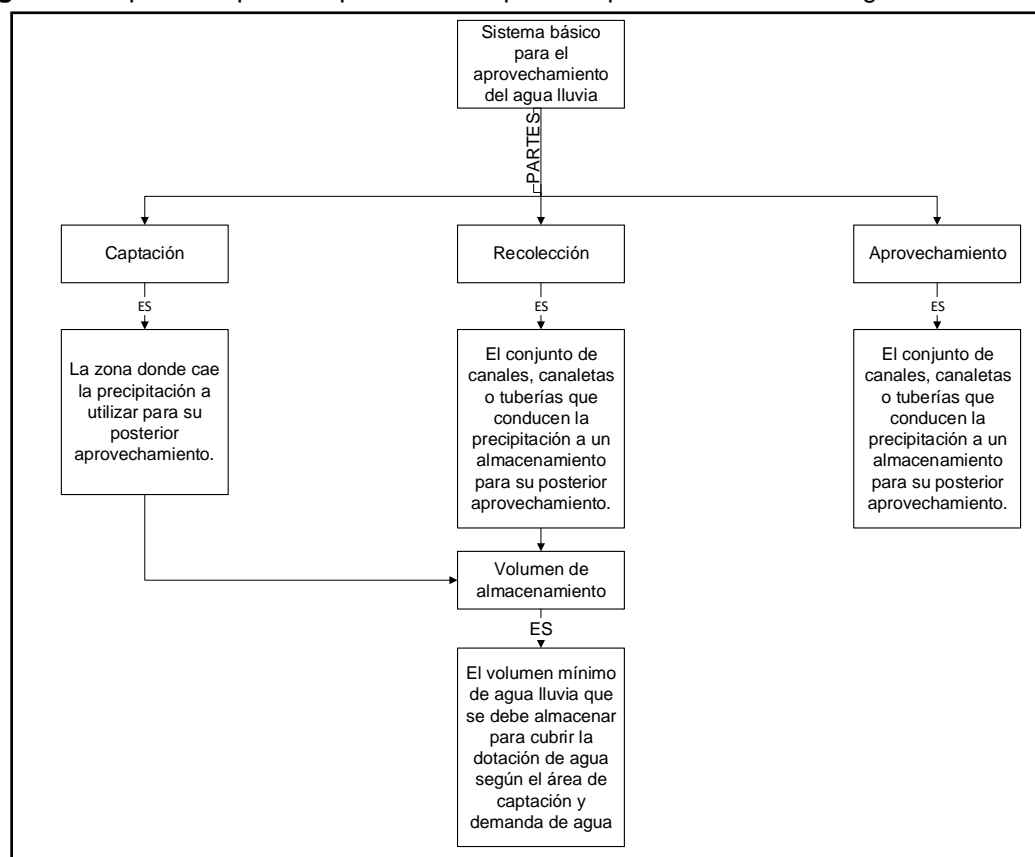 Sistema básico
para el
aprovechamiento
del agua lluvia
PARTES
Captación
Recolección
Aprovechamiento
ES
ES
ES
La zona donde cae
la precipitación a
utilizar para su
posterior
aprovechamiento.
El conjunto de
canales, canaletas
o tuberías que
conducen la
precipitación a un
almacenamiento
para su posterior
aprovechamiento.
El conjunto de
canales, canaletas
o tuberías que
conducen la
precipitación a un
almacenamiento
para su posterior
aprovechamiento.
Volumen de
almacenamiento
ES
El volumen mínimo
de agua lluvia que
se debe almacenar
para cubrir la
dotación de agua
según el área de
captación y
demanda de agua